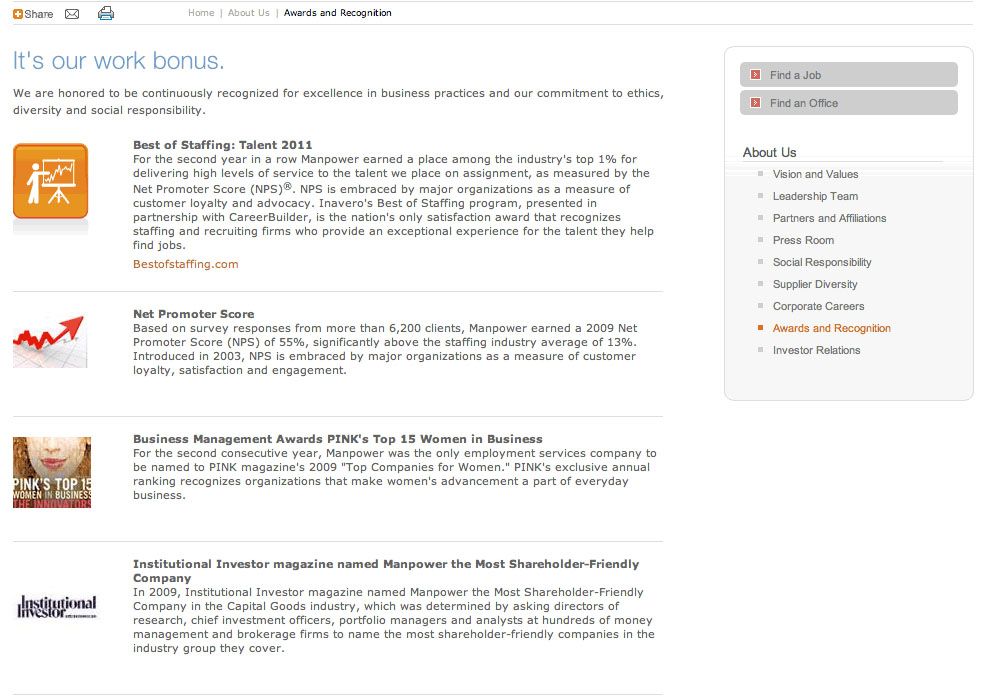 Share
Home | About Us | Awards and Recognition
It's our work bonus.
We are honored to be continuously recognized for excellence in business practices and our commitment to ethics,
diversity and social responsibility.
Best of Staffing: Talent 2011
For the second year in a row Manpower earned a place among the industry's top 1% for
delivering high levels of service to the talent we place on assignment, as measured by the
Net Promoter Score (NPS)®. NPS is embraced by major organizations as a measure of
customer loyalty and advocacy. Inavero's Best of Staffing program, presented in
partnership with CareerBuilder, is the nation's only satisfaction award that recognizes
staffing and recruiting firms who provide an exceptional experience for the talent they help
find jobs.
Bestofstaffing.com
Net Promoter Score
Based on survey responses from more than 6,200 clients, Manpower earned a 2009 Net
Promoter Score (NPS) of 55%, significantly above the staffing industry average of 13%.
Introduced in 2003, NPS is embraced by major organizations as a measure of customer
loyalty, satisfaction and engagement.
PINK'S TOP 15
WOMEN IN BUSINESS
THE INNOVATORS
Business Management Awards PINK's Top 15 Women in Business
For the second consecutive year, Manpower was the only employment services company to
be named to PINK magazine's 2009 "Top Companies for Women." PINK's exclusive annual
ranking recognizes organizations that make women's advancement a part of everyday
business.
Institutional
Investor
Institutional Investor magazine named Manpower the Most Shareholder-Friendly
Company
In 2009, Institutional Investor magazine named Manpower the Most Shareholder-Friendly
Company in the Capital Goods industry, which was determined by asking directors of
research, chief investment officers, portfolio managers and analysts at hundreds of money
management and brokerage firms to name the most shareholder-friendly companies in the
industry group they cover.
Find a Job
Find an Office
About Us
Vision and Values
Leadership Team
Partners and Affiliations
Press Room
Social Responsibility
Supplier Diversity
Corporate Careers
Awards and Recognition
Investor Relations